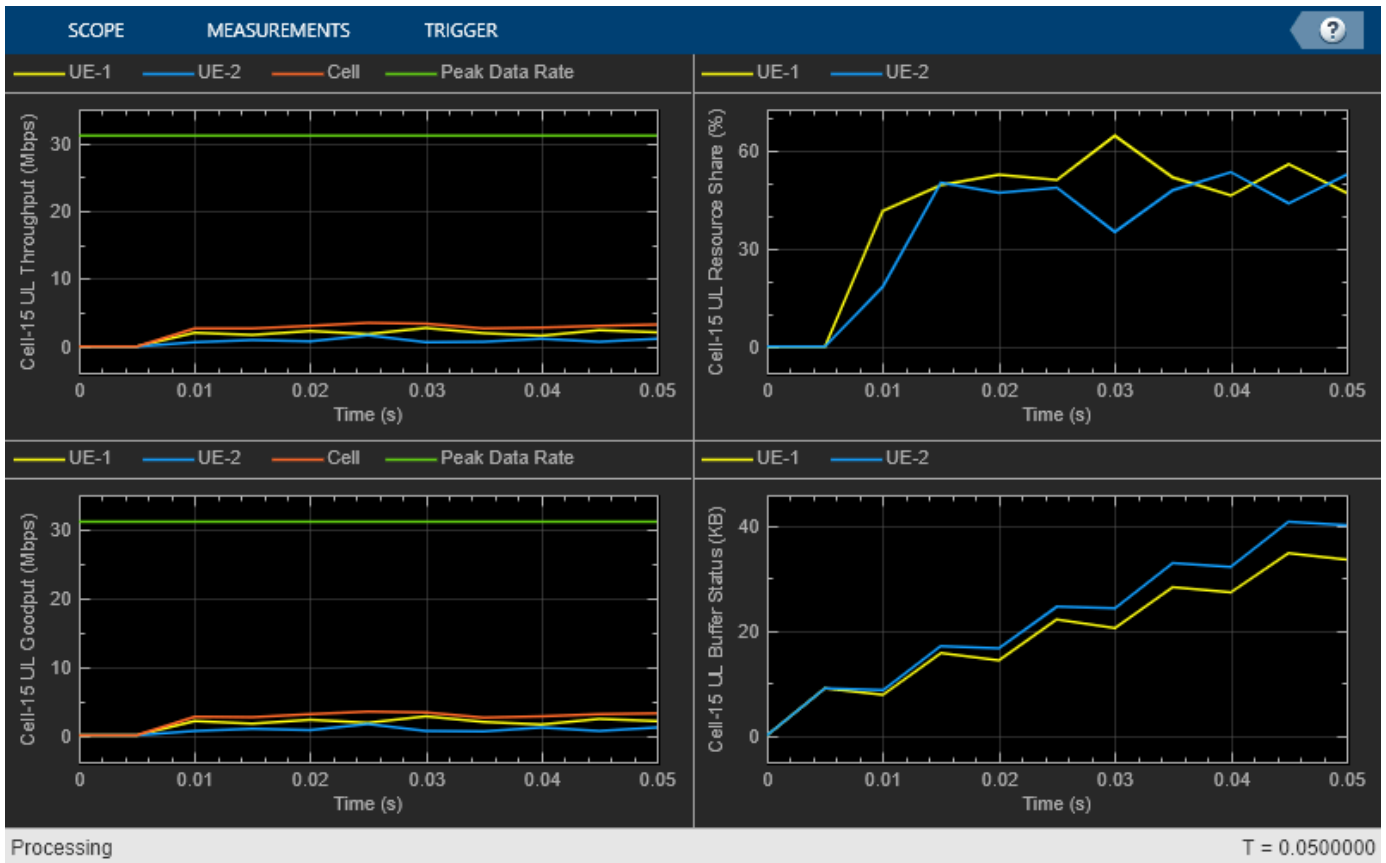 SCOPE MEASUREMENTS TRIGGER ?
UE-1 UE-2 Cell Peak Data Rate
Cell-15 UL Throughput (Mbps)
30
20
10
0
0 0.01 0.02 0.03 0.04 0.05
Time (s)
UE-1 UE-2
Cell-15 UL Resource Share (%)
60
30
0
0 0.01 0.02 0.03 0.04 0.05
Time (s)
UE-1 UE-2 Cell Peak Data Rate
Cell-15 UL Goodput (Mbps)
30
20
10
0
0 0.01 0.02 0.03 0.04 0.05
Time (s)
UE-1 UE-2
Cell-15 UL Buffer Status (KB)
40
20
0
0 0.01 0.02 0.03 0.04 0.05
Time (s)
Processing T = 0.0500000